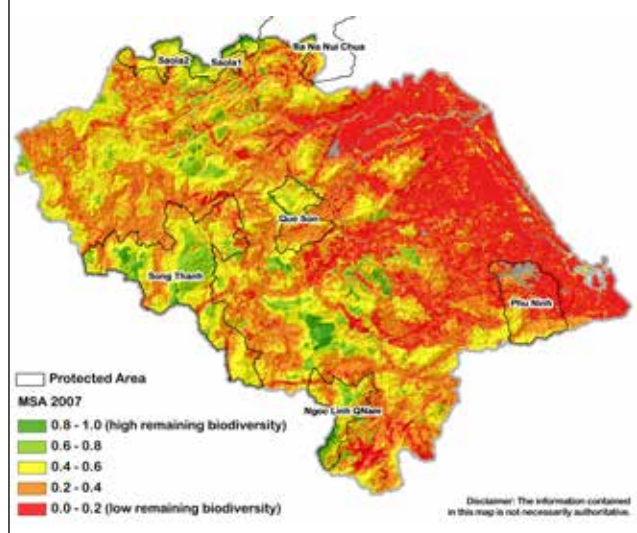 Ba Na Nui Chua
Saola2
Saola1
Que Son
Song Thanh
Phu Ninh
Ngoc Linh QNam
Protected Area
MSA 2007
0.8 - 1.0 (high remaining biodiversity)
0.6 - 0.8
0.4 - 0.6
0.2 - 0.4
0.0 - 0.2 (low remaining biodiversity)
Disclaimer: The information contained
in this map is not necessarily authoritative.